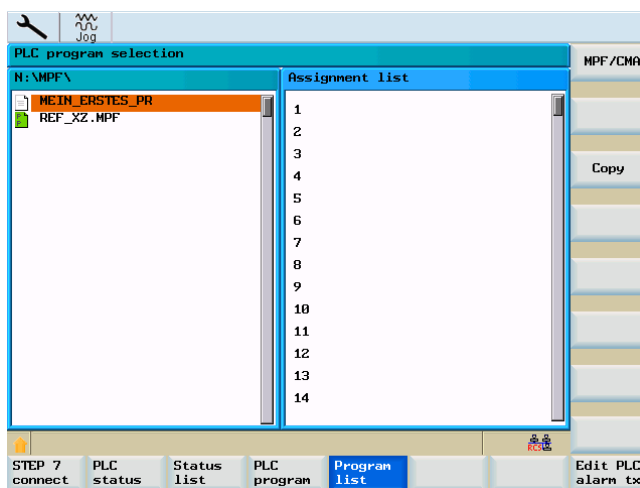 Jog
PLC program selection
MPF/CMA
N:\MPF\
Assignment list
MEIN_ERSTES_PR
REF_XZ.MPF
1
2
3
Copy
4
5
6
7
8
9
10
11
12
13
14
RCS
STEP 7 connect
PLC status
Status list
PLC program
Program list
Edit PLC alarm tx